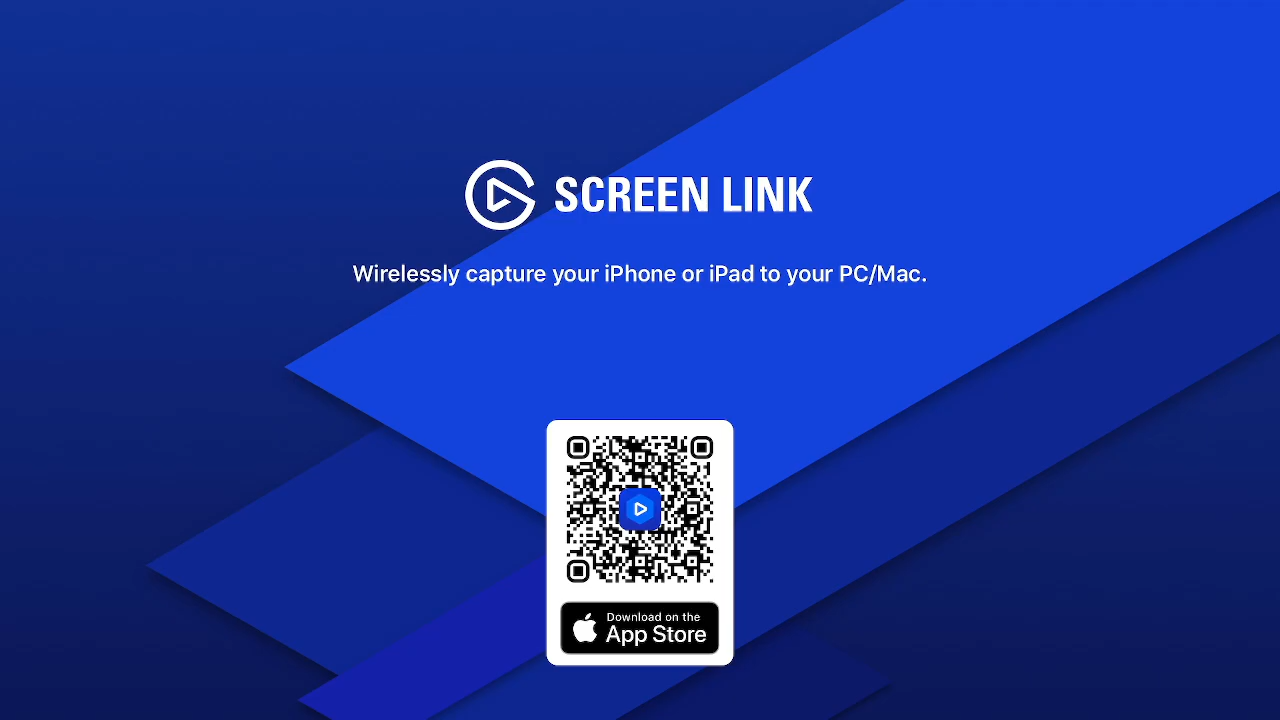 SCREEN LINK
Wirelessly capture your iPhone or iPad to your PC/Mac.
Download on the
App Store